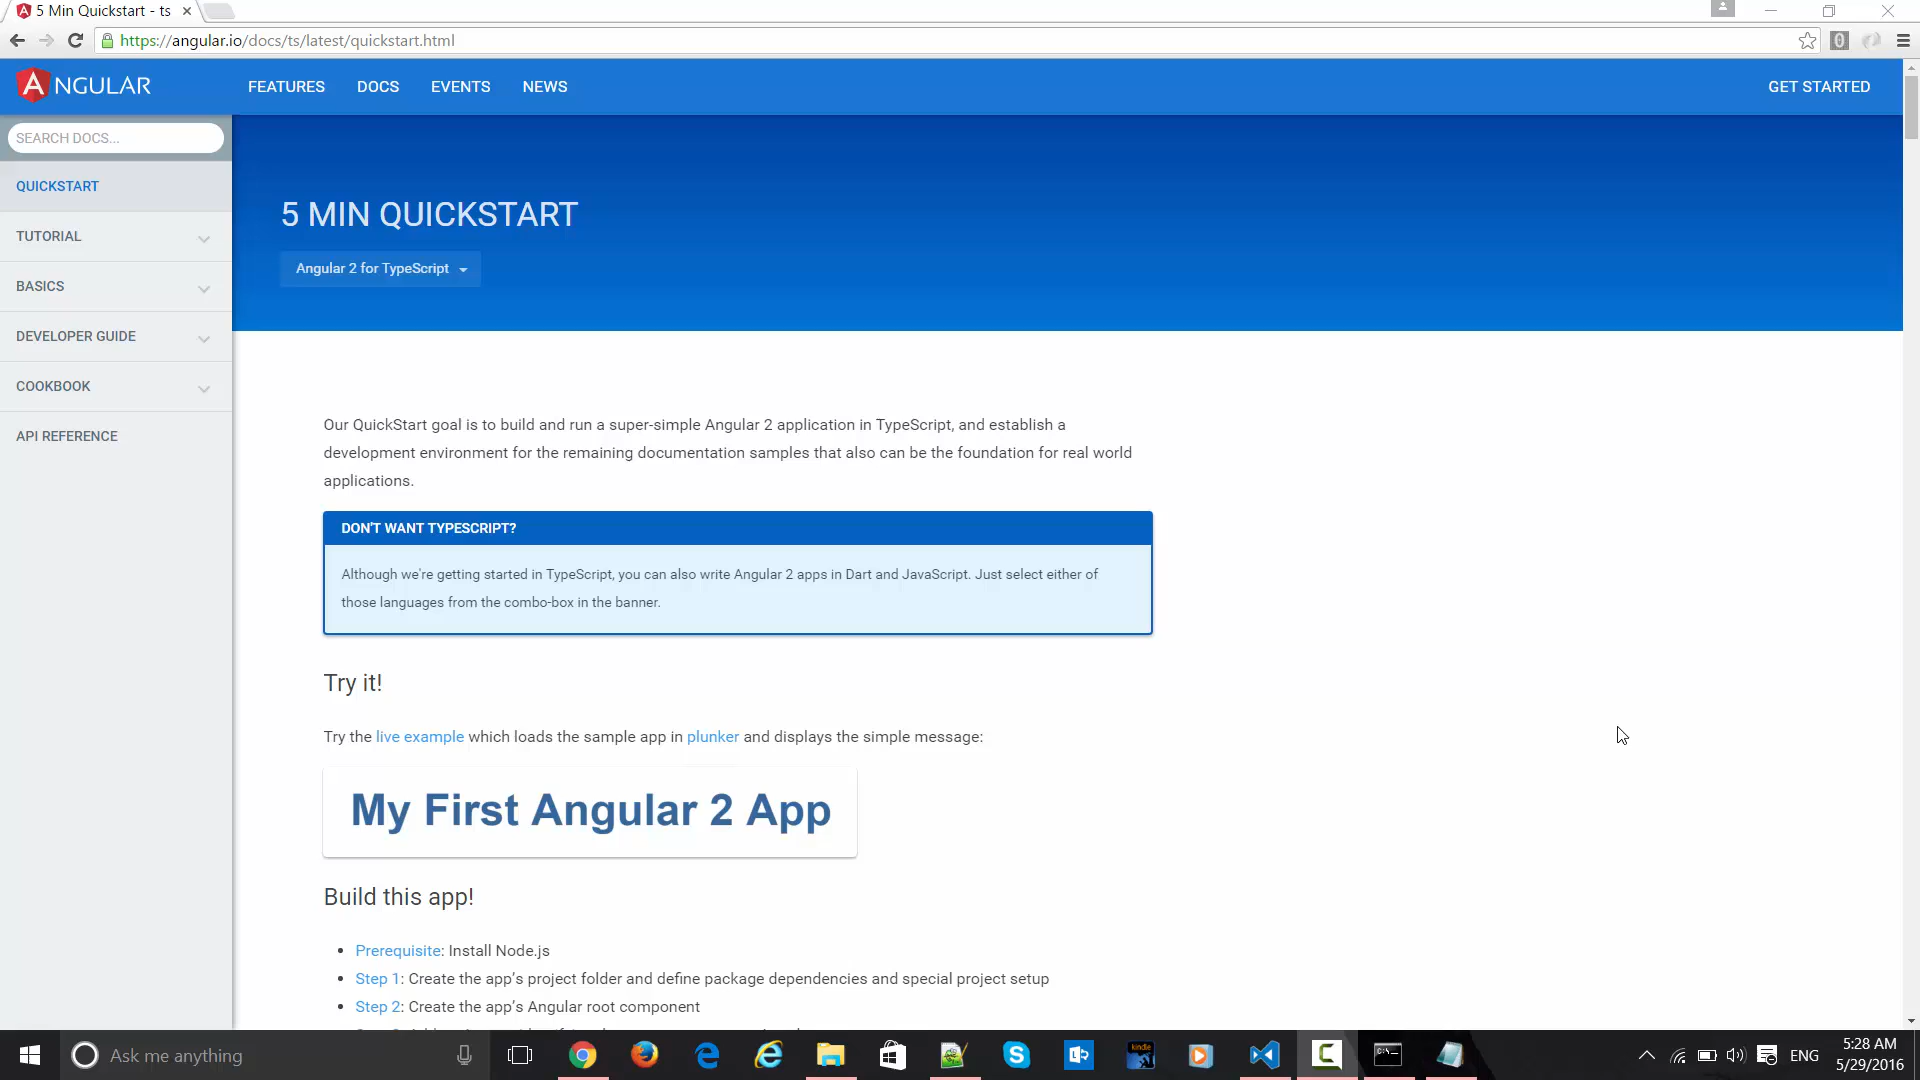 5 Min Quickstart - ts
https://angular.io/docs/ts/latest/quickstart.html
ANGULAR
FEATURES
DOCS
EVENTS
NEWS
GET STARTED
SEARCH DOCS...
QUICKSTART
TUTORIAL
BASICS
DEVELOPER GUIDE
COOKBOOK
API REFERENCE
5 MIN QUICKSTART
Angular 2 for TypeScript
Our QuickStart goal is to build and run a super-simple Angular 2 application in TypeScript, and establish a
development environment for the remaining documentation samples that also can be the foundation for real world
applications.
DON'T WANT TYPESCRIPT?
Although we're getting started in TypeScript, you can also write Angular 2 apps in Dart and JavaScript. Just select either of
those languages from the combo-box in the banner.
Try it!
Try the live example which loads the sample app in plunker and displays the simple message:
My First Angular 2 App
Build this app!
Prerequisite: Install Node.js
Step 1: Create the app’s project folder and define package dependencies and special project setup
Step 2: Create the app’s Angular root component
Ask me anything
kindle
ENG
5:28 AM
5/29/2016